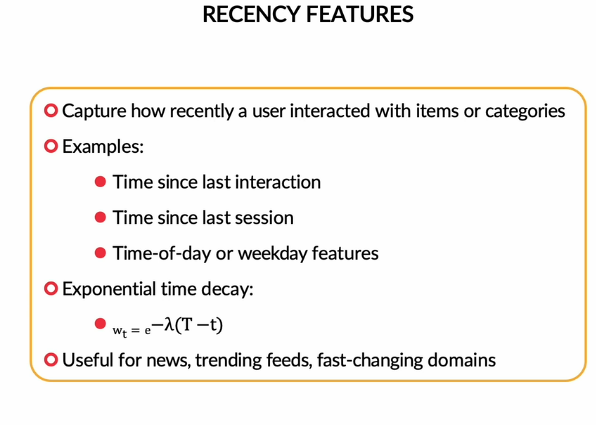 RECENCY FEATURES
Capture how recently a user interacted with items or categories
Examples:
Time since last interaction
Time since last session
Time-of-day or weekday features
Exponential time decay:
wₜ = e−λ(T −t)
Useful for news, trending feeds, fast-changing domains